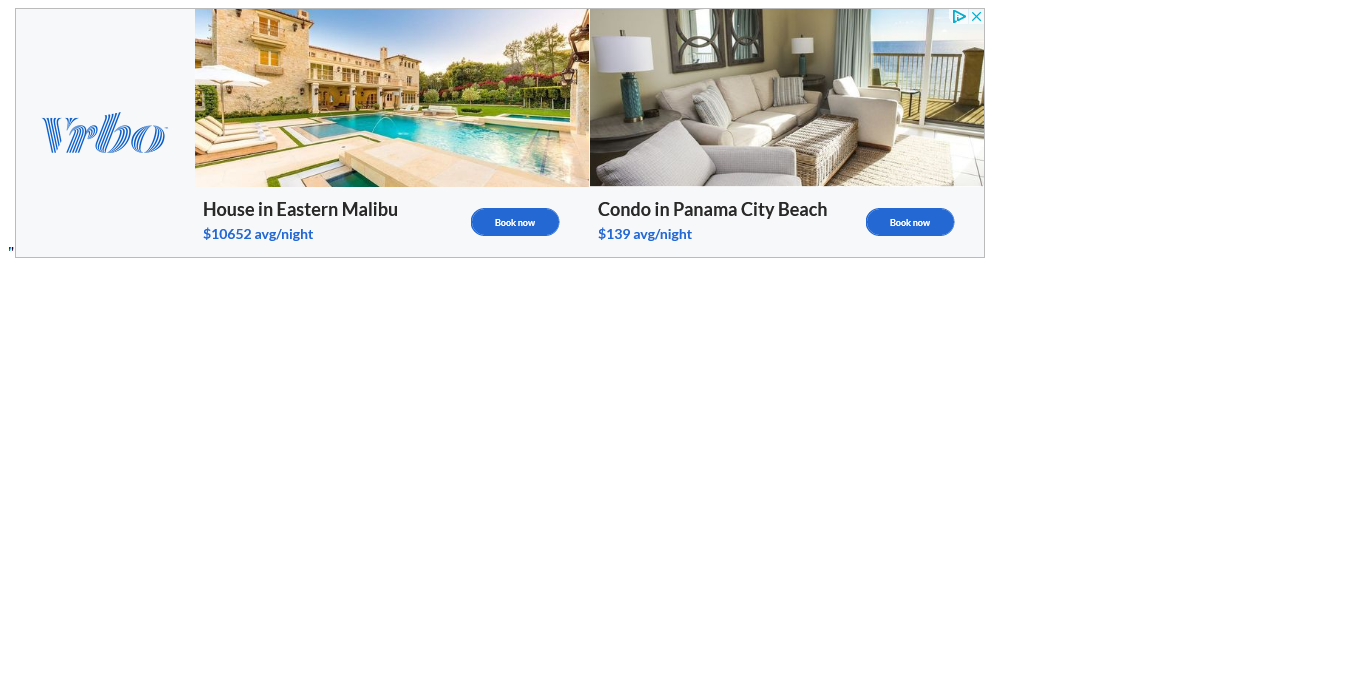 Vrbo
House in Eastern Malibu
$10652 avg/night
Book now
Condo in Panama City Beach
$139 avg/night
Book now
"